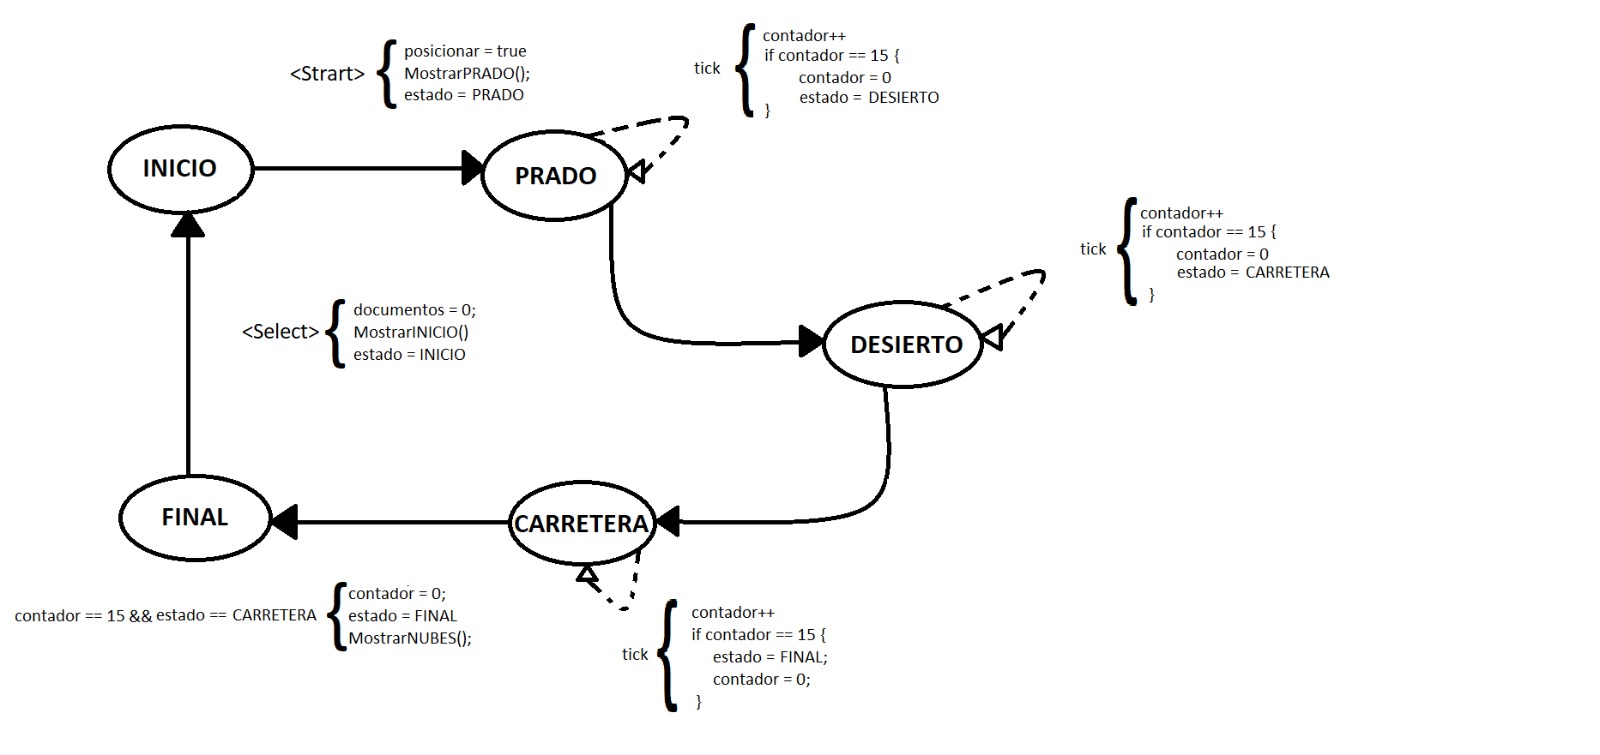 <Strart>
posicionar = true
MostrarPRADO();
estado = PRADO
tick
contador++
if contador == 15 {
contador = 0
estado = DESIERTO
}
INICIO
PRADO
tick
contador++
if contador == 15 {
contador = 0
estado = CARRETERA
}
<Select>
documentos = 0;
MostrarINICIO()
estado = INICIO
DESIERTO
FINAL
CARRETERA
contador == 15 && estado == CARRETERA
contador = 0;
estado = FINAL
MostrarNUBES();
tick
contador++
if contador == 15 {
estado = FINAL;
contador = 0;
}